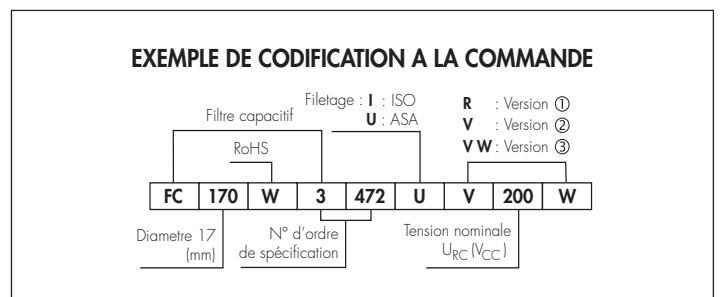 EXEMPLE DE CODIFICATION A LA COMMANDE
Filetage : I : ISO
U : ASA
R : Version ①
V : Version ②
V W : Version ③
Filtre capacitif
RoHS
FC 170 W 3 472 U V 200 W
Diametre 17
(mm)
N° d'ordre
de spécification
Tension nominale
URC (VCC)